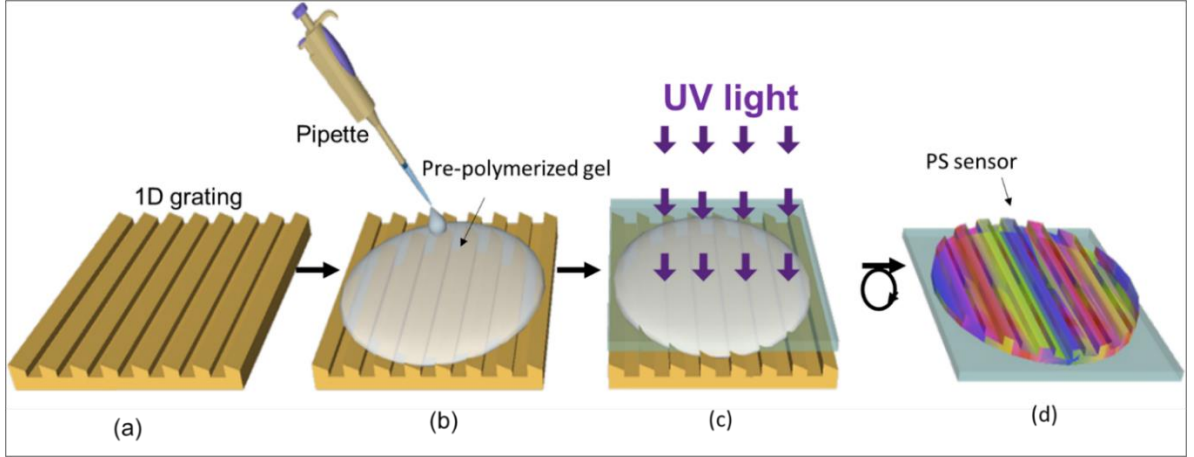 UV light
Pipette
Pre-polymerized gel
PS sensor
1D grating
(a)
(b)
(c)
(d)